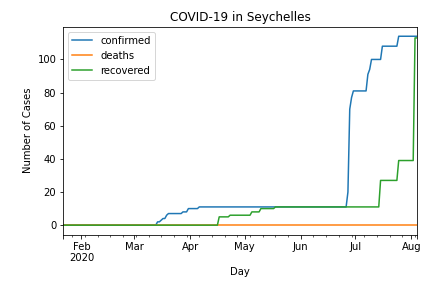 COVID-19 in Seychelles
confirmed
deaths
recovered
Number of Cases
100
80
60
40
20
0
Feb
2020
Mar
Apr
May
Jun
Jul
Aug
Day